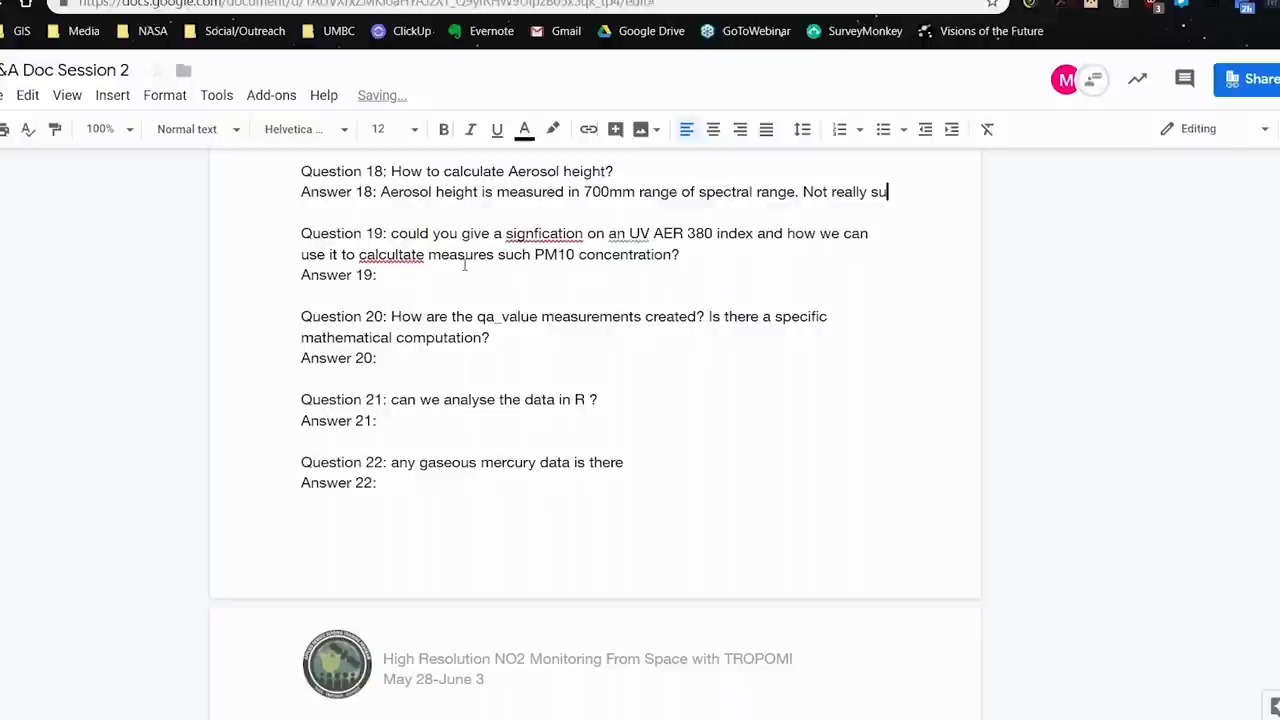 GIS Media NASA Social/Outreach UMBC ClickUp Evernote Gmail Google Drive GoToWebinar SurveyMonkey Visions of the Future
&A Doc Session 2
M
Share
Edit View Insert Format Tools Add-ons Help Saving...
100% Normal text Helvetica ... 12 B I U A Editing
Question 18: How to calculate Aerosol height?
Answer 18: Aerosol height is measured in 700mm range of spectral range. Not really su
Question 19: could you give a signfication on an UV AER 380 index and how we can
use it to calcultate measures such PM10 concentration?
Answer 19:
Question 20: How are the qa_value measurements created? Is there a specific
mathematical computation?
Answer 20:
Question 21: can we analyse the data in R ?
Answer 21:
Question 22: any gaseous mercury data is there
Answer 22:
High Resolution NO2 Monitoring From Space with TROPOMI
May 28-June 3